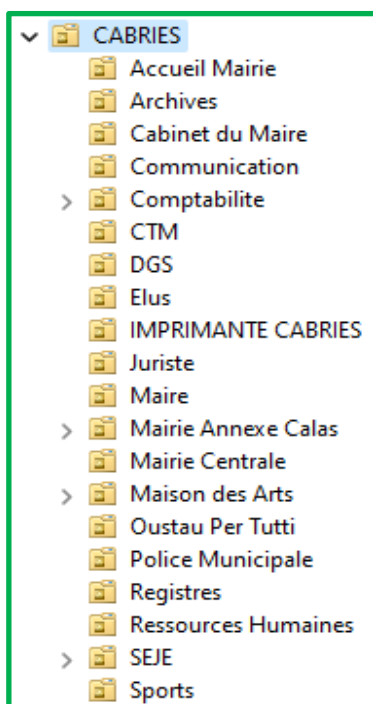 CABRIES
Accueil Mairie
Archives
Cabinet du Maire
Communication
Comptabilite
CTM
DGS
Elus
IMPRIMANTE CABRIES
Juriste
Maire
Mairie Annexe Calas
Mairie Centrale
Maison des Arts
Oustau Per Tutti
Police Municipale
Registres
Ressources Humaines
SEJE
Sports